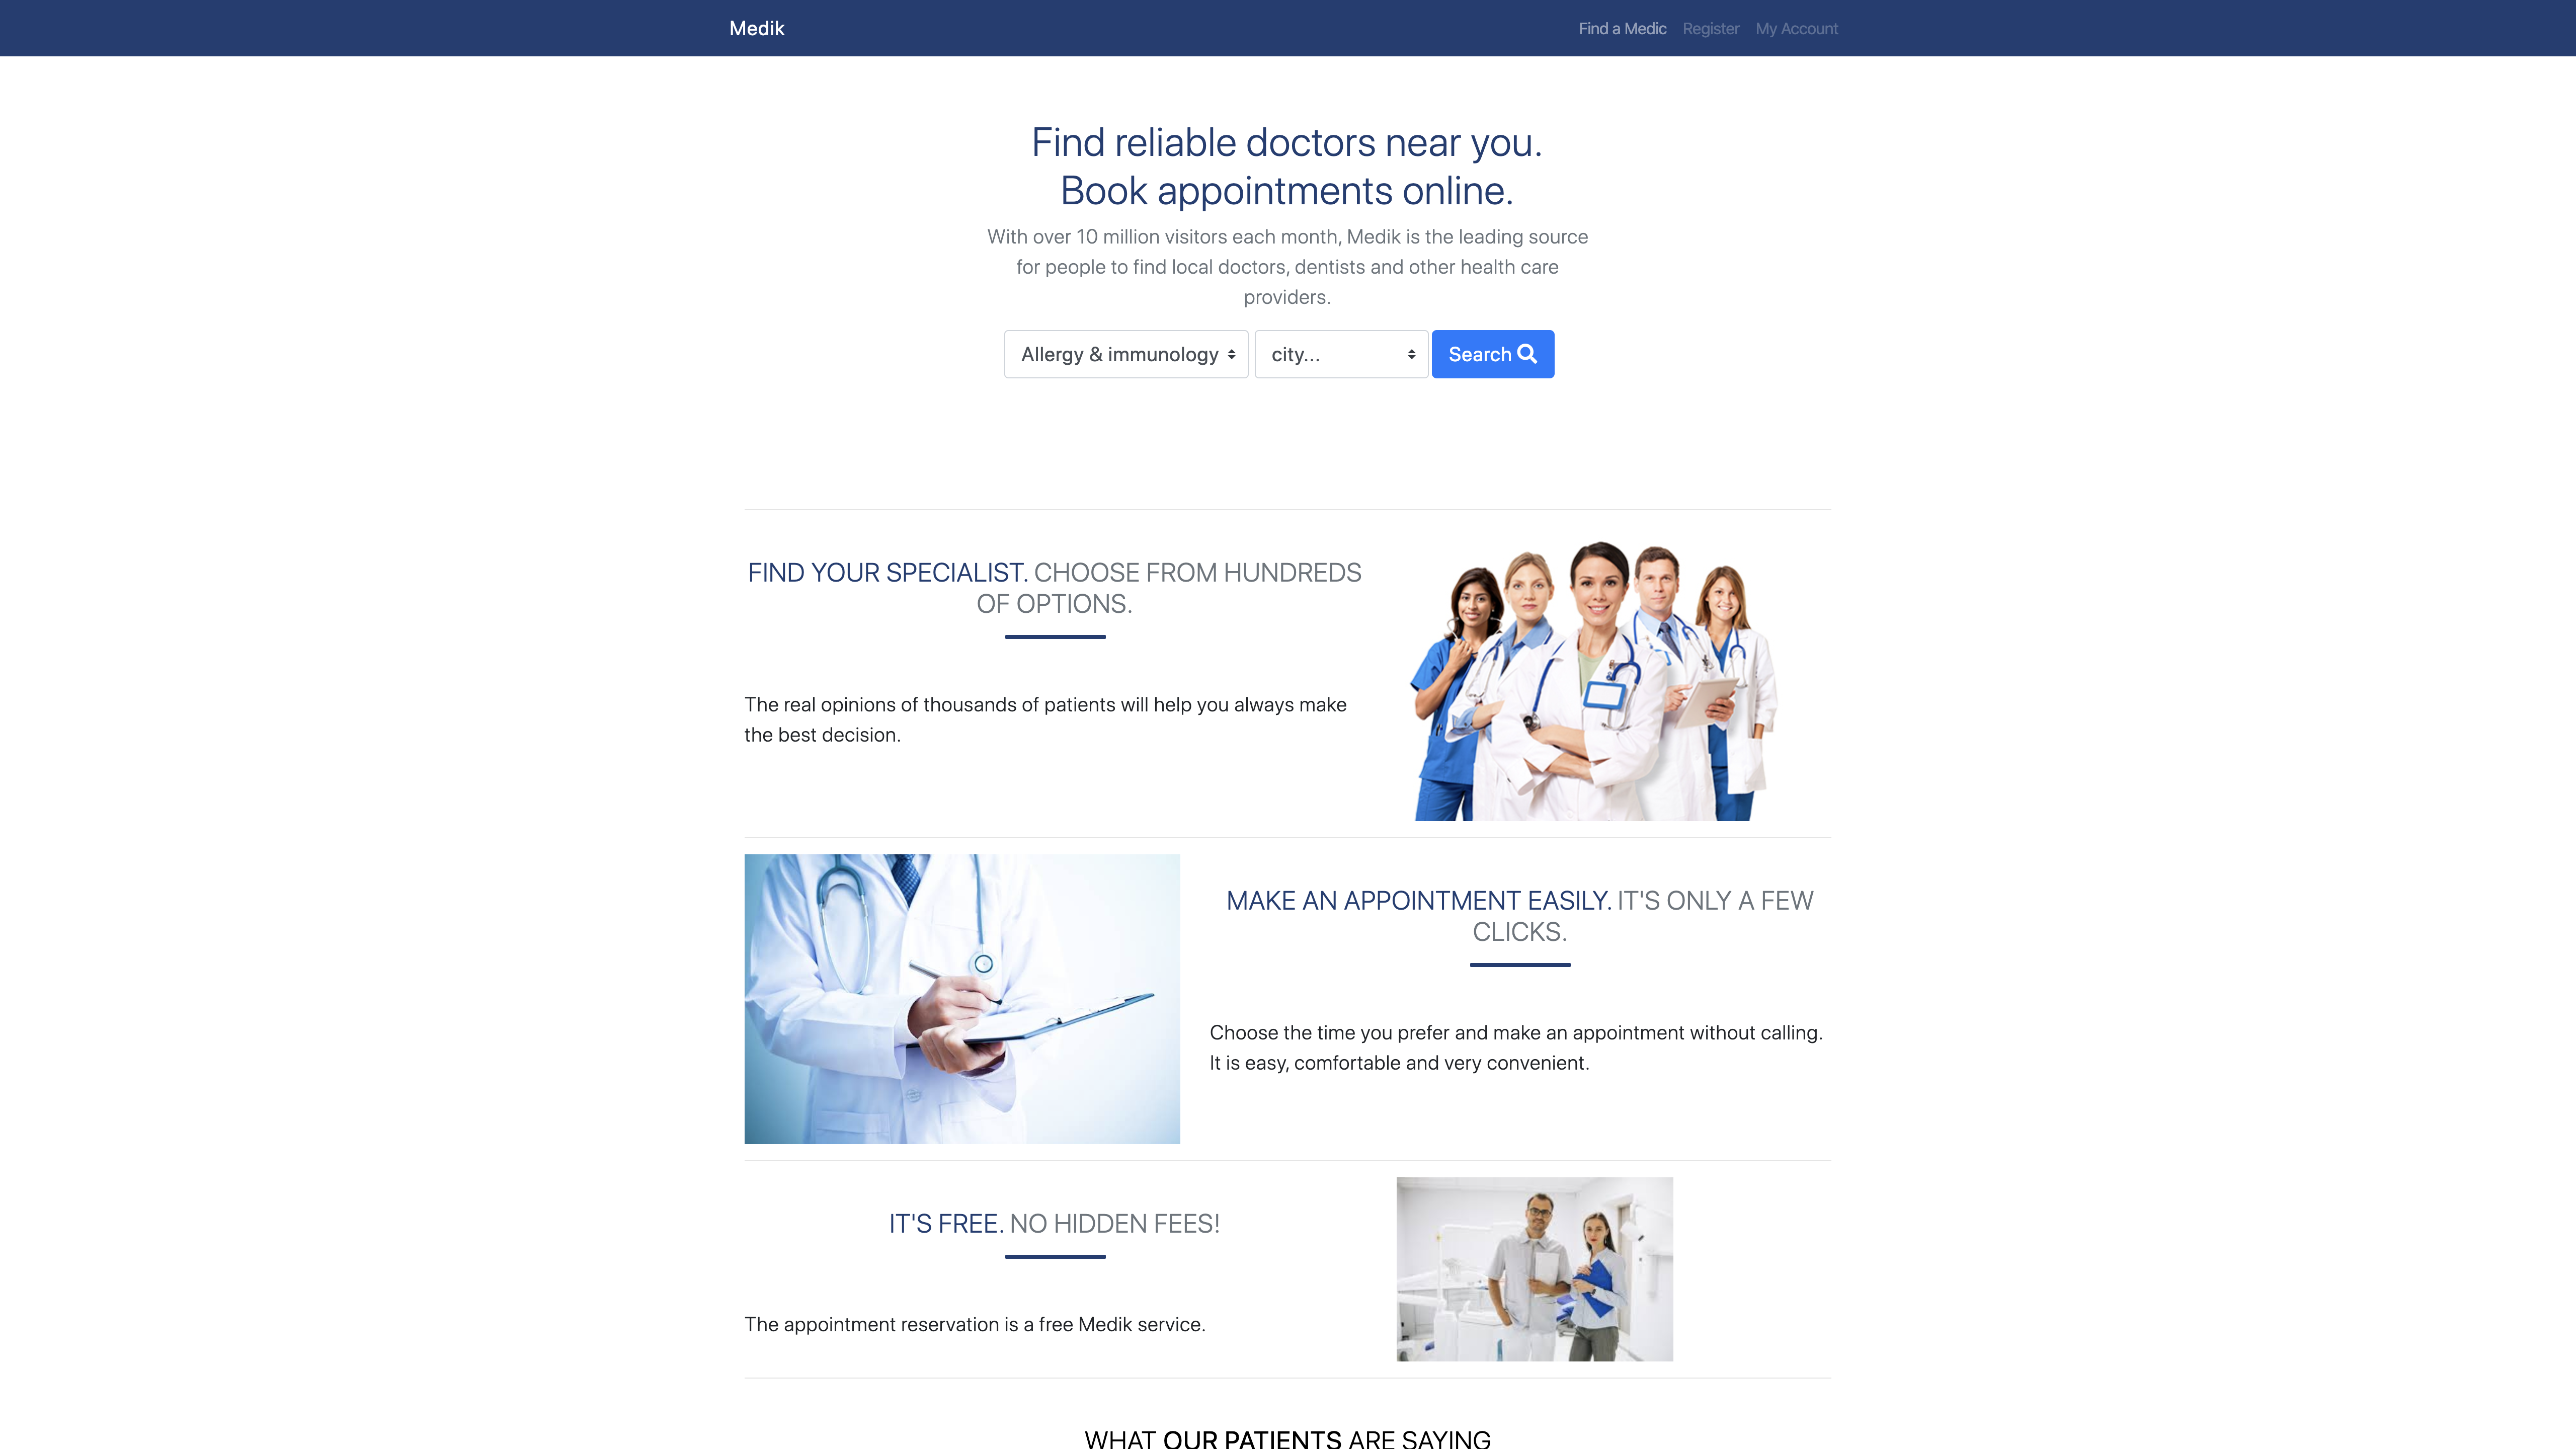 Medik
Find a Medic Register My Account
Find reliable doctors near you.
Book appointments online.
With over 10 million visitors each month, Medik is the leading source
for people to find local doctors, dentists and other health care
providers.
Allergy & immunology city... Search
FIND YOUR SPECIALIST. CHOOSE FROM HUNDREDS
OF OPTIONS.
The real opinions of thousands of patients will help you always make
the best decision.
MAKE AN APPOINTMENT EASILY. IT'S ONLY A FEW
CLICKS.
Choose the time you prefer and make an appointment without calling.
It is easy, comfortable and very convenient.
IT'S FREE. NO HIDDEN FEES!
The appointment reservation is a free Medik service.
WHAT OUR PATIENTS ARE SAYING